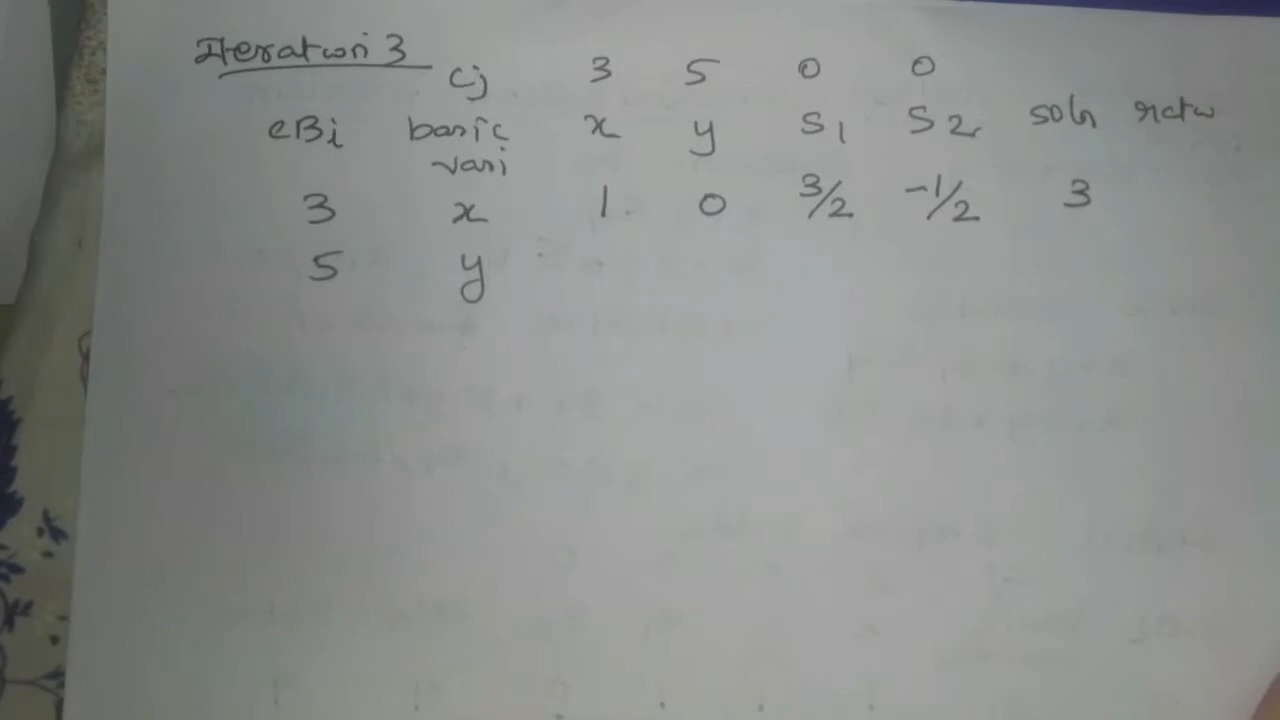 Iteration 3
Cj 3 5 0 0
CBi basic x y S1 S2 soln ratio
vari
3 x 1 0 3/2 -1/2 3
5 y